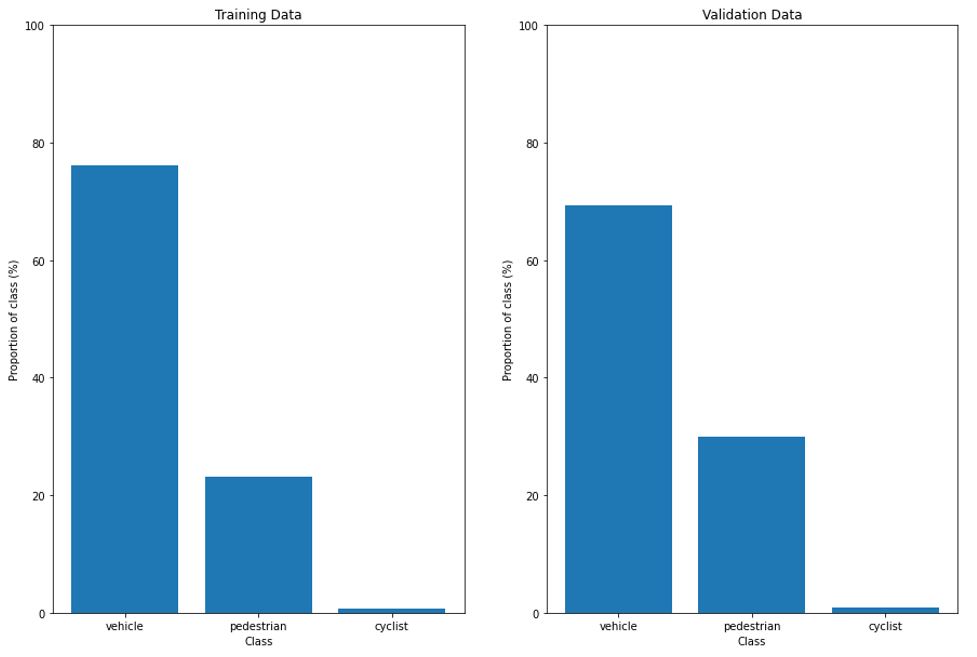 Training Data
100
80
60
40
20
0
Proportion of class (%)
vehicle pedestrian cyclist
Class
Validation Data
100
80
60
40
20
0
Proportion of class (%)
vehicle pedestrian cyclist
Class